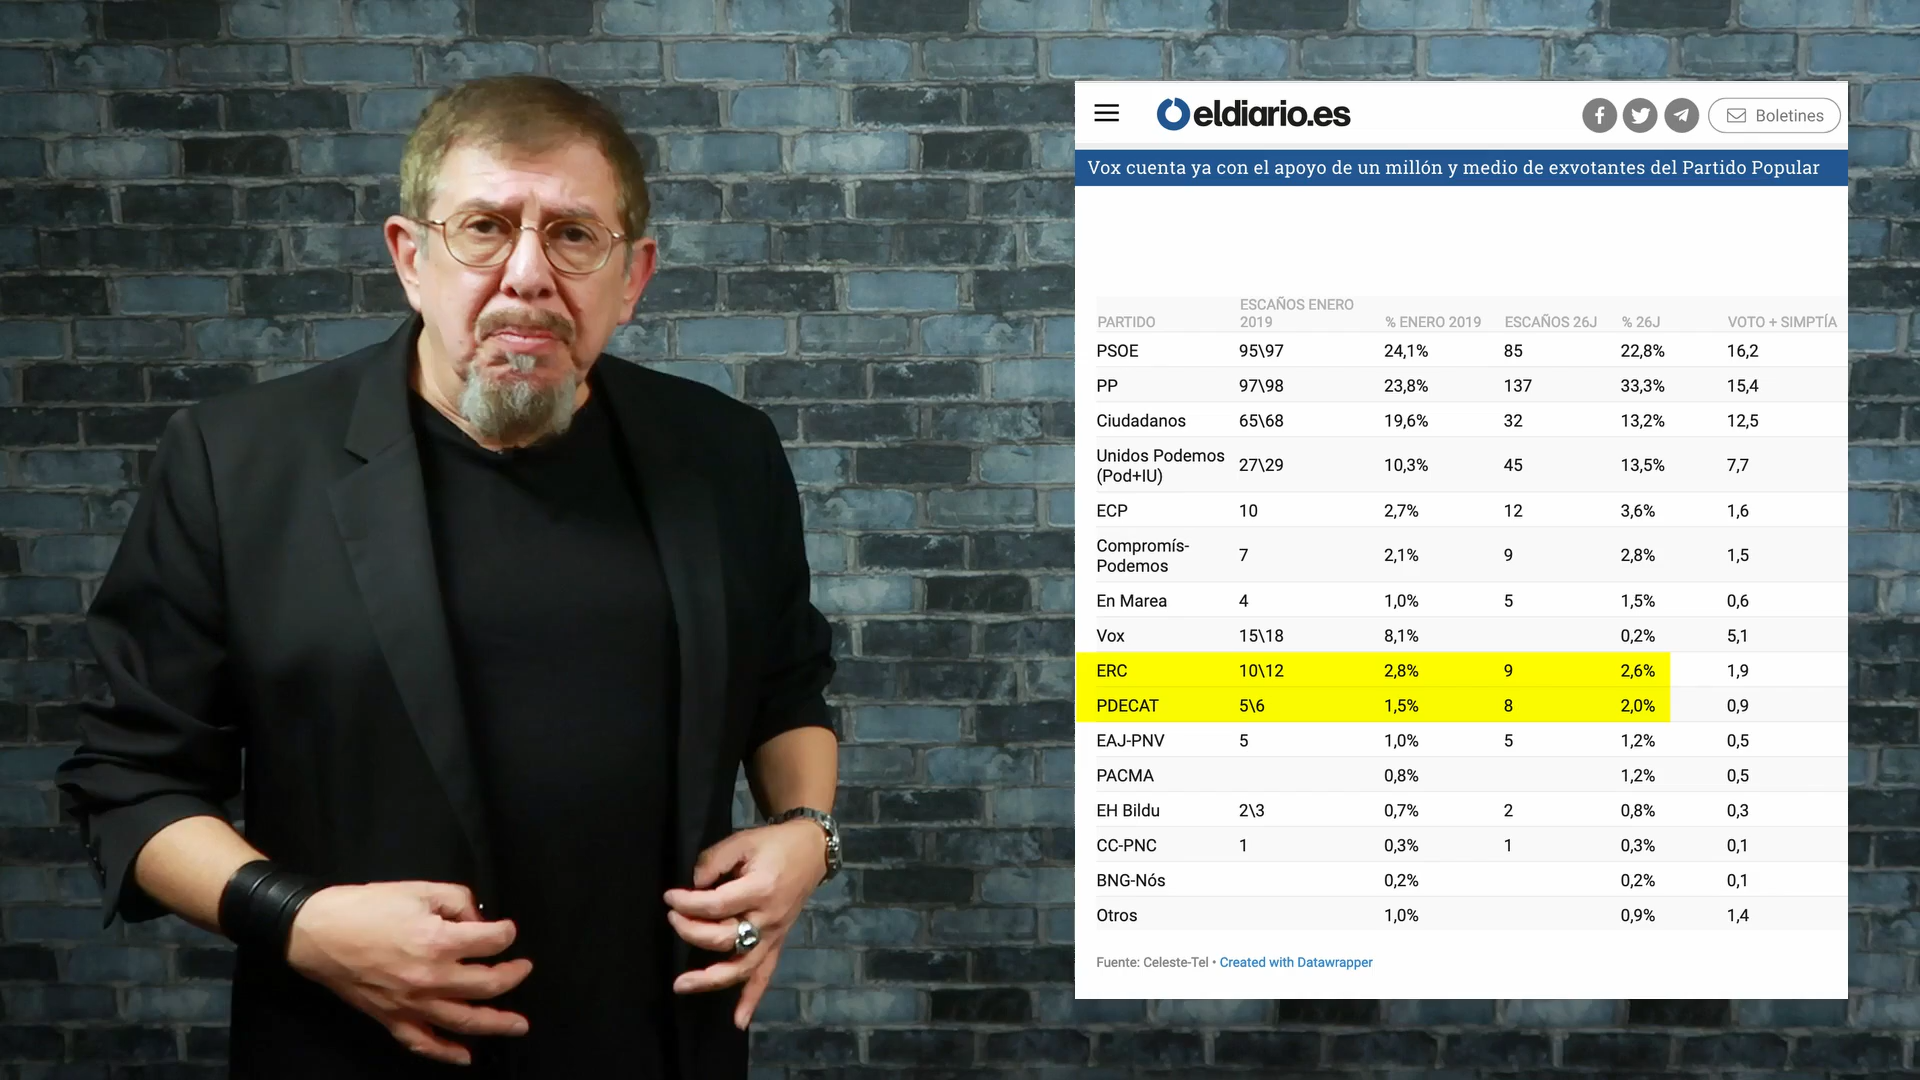 eldiario.es
Boletines
Vox cuenta ya con el apoyo de un millón y medio de exvotantes del Partido Popular
PARTIDO ESCAÑOS ENERO 2019 % ENERO 2019 ESCAÑOS 26J % 26J VOTO + SIMPTÍA
PSOE 95\97 24,1% 85 22,8% 16,2
PP 97\98 23,8% 137 33,3% 15,4
Ciudadanos 65\68 19,6% 32 13,2% 12,5
Unidos Podemos (Pod+IU) 27\29 10,3% 45 13,5% 7,7
ECP 10 2,7% 12 3,6% 1,6
Compromís-Podemos 7 2,1% 9 2,8% 1,5
En Marea 4 1,0% 5 1,5% 0,6
Vox 15\18 8,1% 0,2% 5,1
ERC 10\12 2,8% 9 2,6% 1,9
PDECAT 5\6 1,5% 8 2,0% 0,9
EAJ-PNV 5 1,0% 5 1,2% 0,5
PACMA 0,8% 1,2% 0,5
EH Bildu 2\3 0,7% 2 0,8% 0,3
CC-PNC 1 0,3% 1 0,3% 0,1
BNG-Nós 0,2% 0,2% 0,1
Otros 1,0% 0,9% 1,4
Fuente: Celeste-Tel • Created with Datawrapper